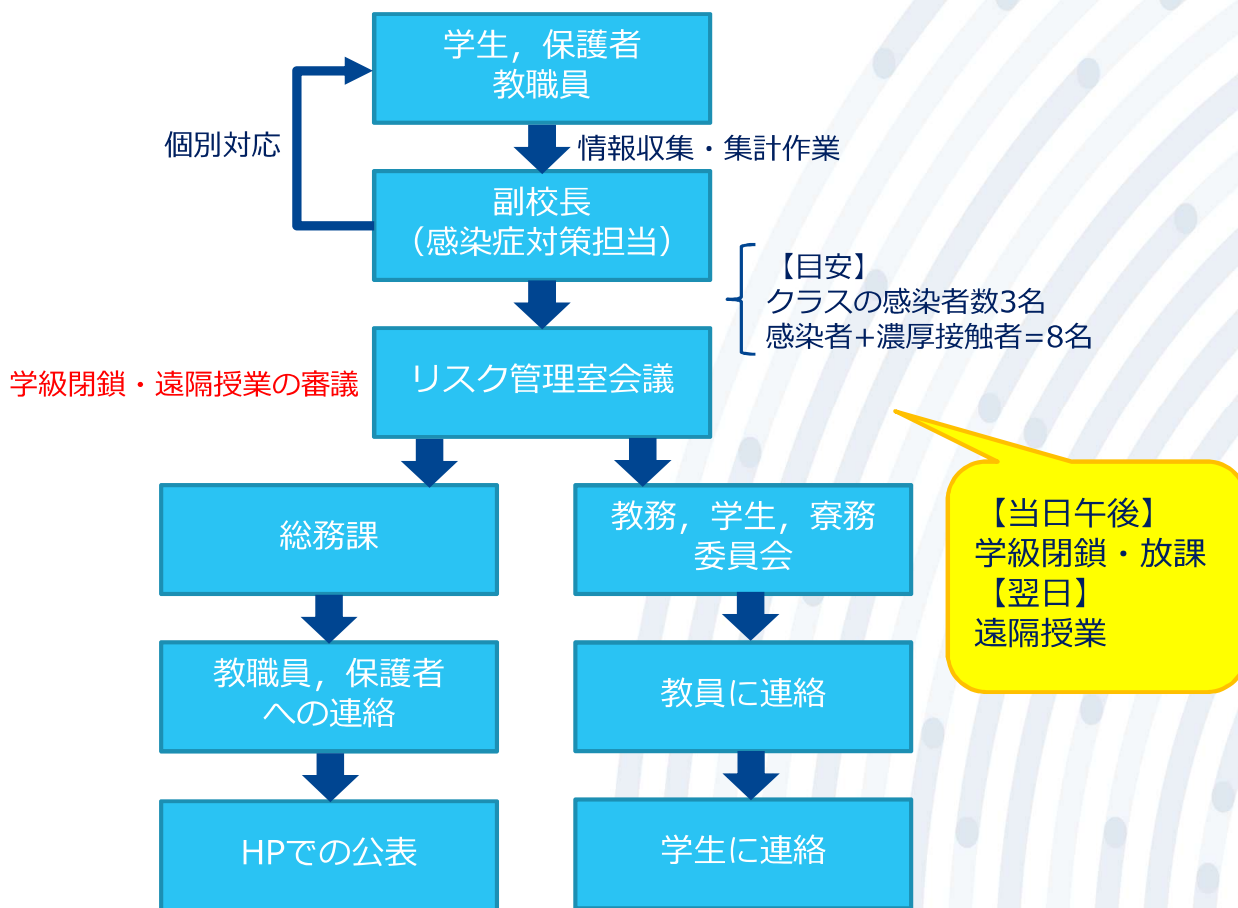 学生，保護者
教職員
個別対応
情報収集・集計作業
副校長
（感染症対策担当）
【目安】
クラスの感染者数3名
感染者+濃厚接触者=8名
学級閉鎖・遠隔授業の審議
リスク管理室会議
総務課
教務，学生，寮務
委員会
【当日午後】
学級閉鎖・放課
【翌日】
遠隔授業
教職員，保護者
への連絡
教員に連絡
HPでの公表
学生に連絡